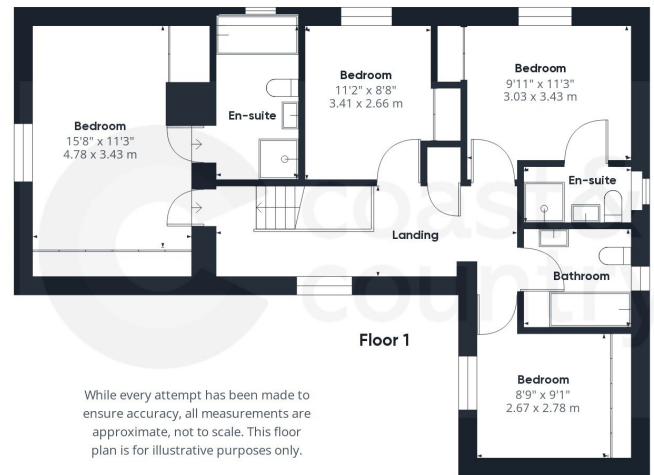 Bedroom
15'8" x 11'3"
4.78 x 3.43 m
En-suite
Bedroom
11'2" x 8'8"
3.41 x 2.66 m
Bedroom
9'11" x 11'3"
3.03 x 3.43 m
En-suite
Landing
Bathroom
Bedroom
8'9" x 9'1"
2.67 x 2.78 m
Floor 1
While every attempt has been made to
ensure accuracy, all measurements are
approximate, not to scale. This floor
plan is for illustrative purposes only.
coast &
country